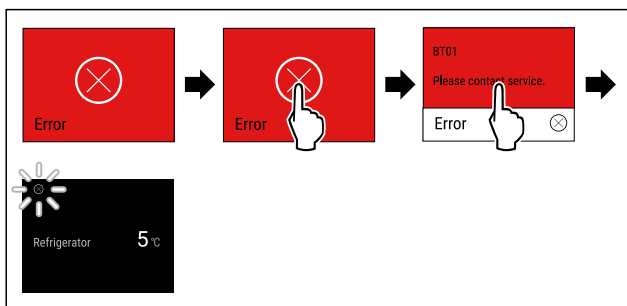 Error
Error
BT01
Please contact service.
Error
Refrigerator 5 °C